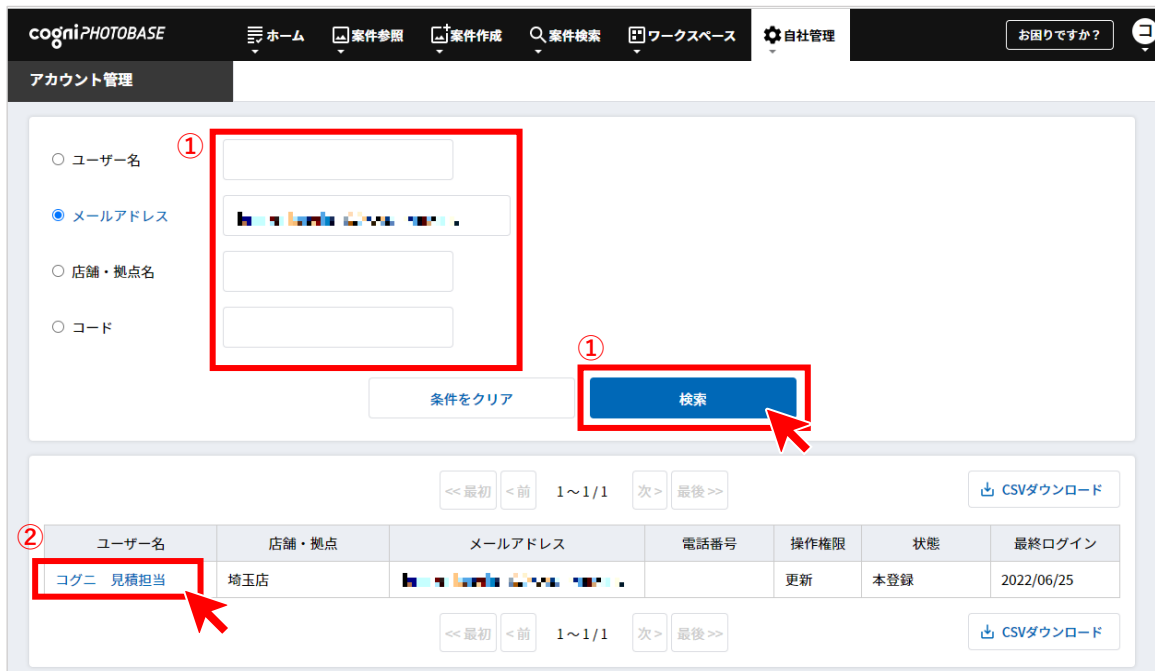 cogniPHOTOBASE ホーム 案件参照 案件作成 案件検索 ワークスペース 自社管理 お困りですか? コ
アカウント管理
①
ユーザー名
メールアドレス
店舗・拠点名
コード
①
条件をクリア 検索
<< 最初 < 前 1~1 / 1 次 > 最後 >> CSVダウンロード
②
ユーザー名 店舗・拠点 メールアドレス 電話番号 操作権限 状態 最終ログイン
コグニ 見積担当 埼玉店 更新 本登録 2022/06/25
<< 最初 < 前 1~1 / 1 次 > 最後 >> CSVダウンロード